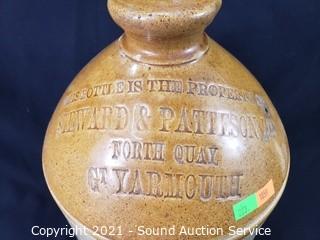 BOTTLE IS THE PROPERTY
STEWARD & PATTESON
NORTH QUAY
GT YARMOUTH
Copyright 2021 - Sound Auction Service